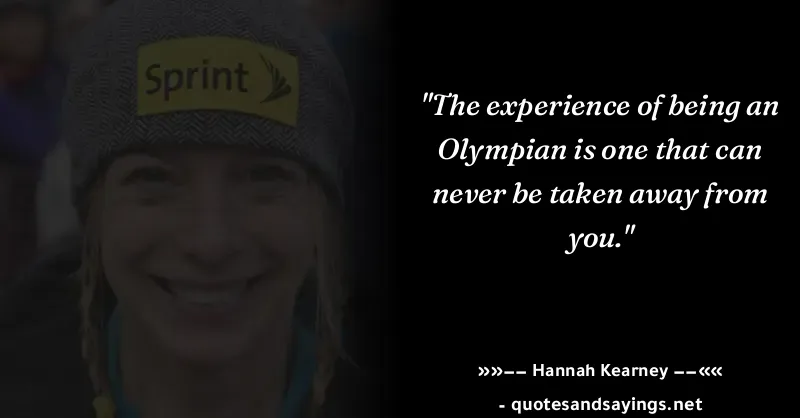 Sprint
"The experience of being an
Olympian is one that can
never be taken away from
you."
»»−− Hannah Kearney −−««
- quotesandsayings.net